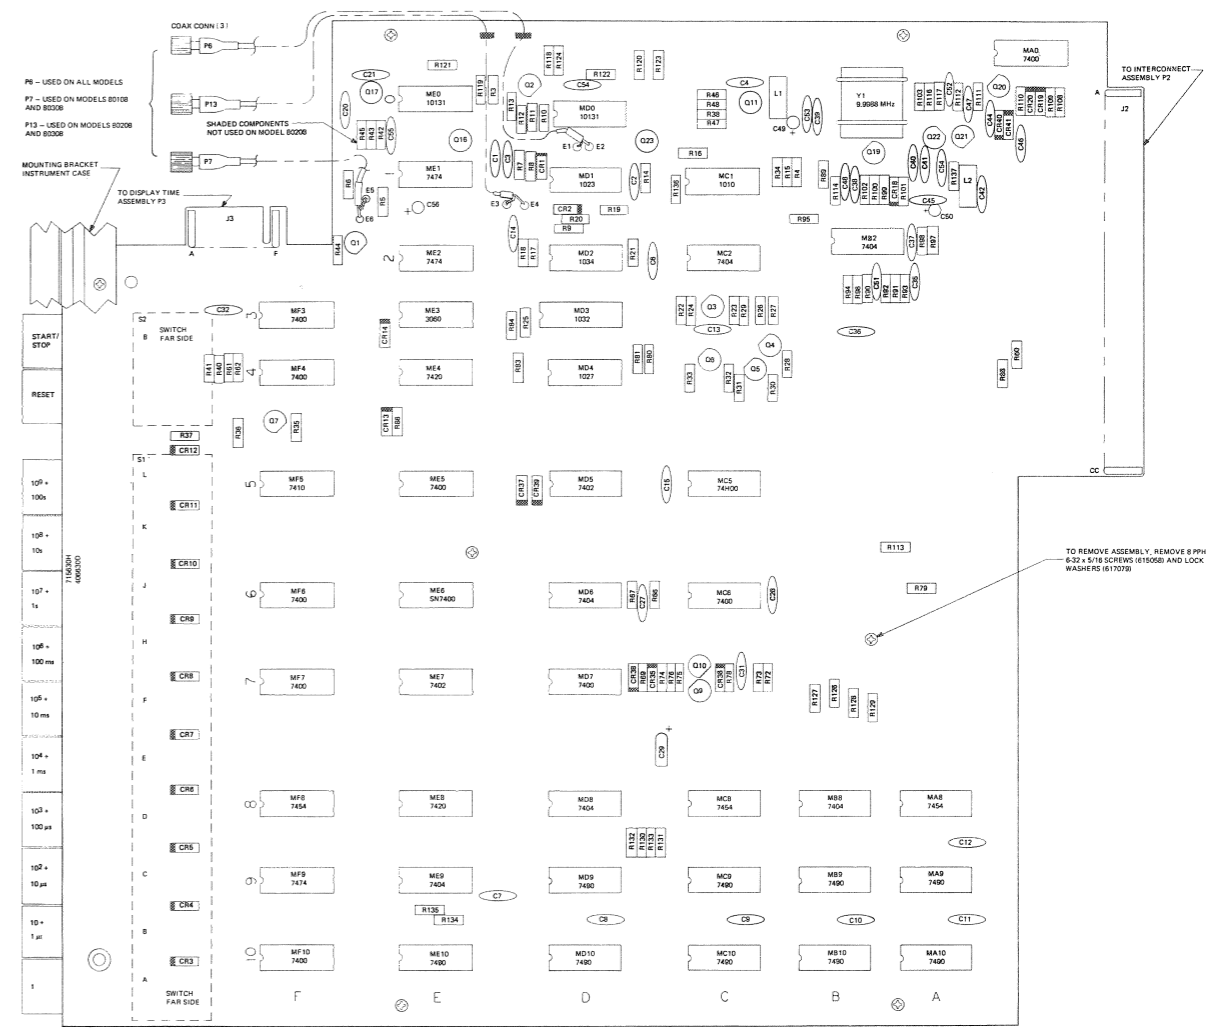 COAX CONN (3)
P6
P6 – USED ON ALL MODELS
P7 – USED ON MODELS 8010B
AND 8030B
P13 – USED ON MODELS 8020B
AND 8030B
P13
SHADED COMPONENTS
NOT USED ON MODEL 8020B
P7
MOUNTING BRACKET
INSTRUMENT CASE
TO DISPLAY TIME
ASSEMBLY P3
J3
A
F
TO INTERCONNECT
ASSEMBLY P2
A
J2
CC
TO REMOVE ASSEMBLY, REMOVE 8 PPH
6-32 x 5/16 SCREWS (615058) AND LOCK
WASHERS (617079)
START/
STOP
RESET
10⁹ ÷
100s
10⁸ ÷
10s
10⁷ ÷
1s
10⁶ ÷
100 ms
10⁵ ÷
10 ms
10⁴ ÷
1 ms
10³ ÷
100 µs
10² ÷
10 µs
10 ÷
1 µs
1
715630H
406630D
S2
B
SWITCH
FAR SIDE
S1
L
K
J
H
F
E
D
C
B
A
SWITCH
FAR SIDE
R37
CR12
CR11
CR10
CR9
CR8
CR7
CR6
CR5
CR4
CR3
R121
C21
Q17
C20
R45
R43
R42
C55
ME0
10131
Q16
R119
R3
R13
R12
R11
R10
Q2
R118
R124
C54
R122
R120
R123
MD0
10131
E1
E2
Q23
C4
R46
R48
R38
R47
Q11
L1
C49
C53
C39
Y1
9.9988 MHz
MA0
7400
R103
R116
R117
C52
R112
C47
R111
Q20
C44
R110
CR20
CR19
R109
R108
CR40
CR41
C46
Q22
Q21
Q19
R6
E5
E6
R5
C56
ME1
7474
C1
C3
R7
R8
CR1
E3
E4
MD1
1023
C2
R14
R16
R136
MC1
1010
R34
R15
R4
R89
R114
C48
C38
R102
R100
R99
CR18
R101
C40
C41
C54
R137
L2
C42
C45
C50
CR2
R20
R9
R19
R95
R44
Q1
2
ME2
7474
C14
R18
R17
MD2
1034
R21
C6
MC2
7404
MB2
7404
C37
R98
R97
R94
R96
R90
C51
R92
R91
R93
C35
C32
3
MF3
7400
CR14
ME3
3060
R84
R25
MD3
1032
R22
R24
Q3
R23
R29
R26
R27
C13
C36
R41
R40
R61
R62
4
MF4
7400
ME4
7420
R83
MD4
1027
R81
R80
Q6
R33
R32
R31
Q5
Q4
R28
R30
R60
R88
R36
Q7
R35
CR13
R86
5
MF5
7410
ME5
7400
CR37
CR39
MD5
7402
C15
MC5
74H00
R113
6
MF6
7400
ME6
SN7400
MD6
7404
R67
C27
R66
MC6
7400
C26
R79
7
MF7
7400
ME7
7402
MD7
7400
CR38
R69
CR35
R74
R76
R75
Q10
Q9
CR36
R78
C31
R73
R72
R127
R126
R128
R129
C29
8
MF8
7454
ME8
7420
MD8
7404
MC8
7454
MB8
7404
MA8
7454
R132
R130
R133
R131
C12
9
MF9
7474
ME9
7404
C7
MD9
7490
MC9
7490
MB9
7490
MA9
7490
R135
R134
C8
C9
C10
C11
10
MF10
7400
ME10
7490
MD10
7490
MC10
7490
MB10
7490
MA10
7490
F
E
D
C
B
A